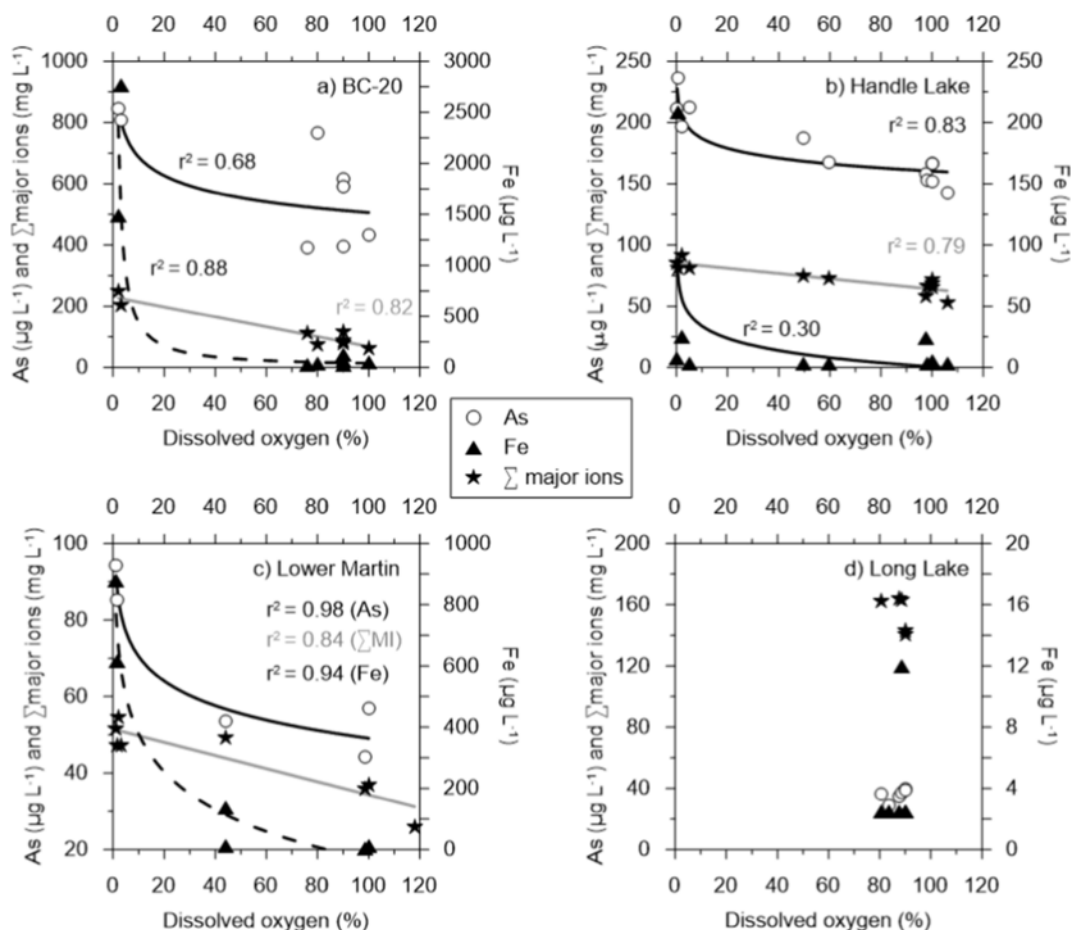 0 20 40 60 80 100 120
1000 3000
a) BC-20
800 2500
2000
600
r² = 0.68
1500
400
r² = 0.88
1000
200
r² = 0.82
500
0 0
0 20 40 60 80 100 120
Dissolved oxygen (%)
As (µg L⁻¹) and ∑major ions (mg L⁻¹)
Fe (µg L⁻¹)
0 20 40 60 80 100 120
250 250
b) Handle Lake
200 200
r² = 0.83
150 150
100 100
r² = 0.79
50 50
r² = 0.30
0 0
0 20 40 60 80 100 120
Dissolved oxygen (%)
As (µg L⁻¹) and ∑major ions (mg L⁻¹)
Fe (µg L⁻¹)
As
Fe
∑ major ions
0 20 40 60 80 100 120
100 1000
c) Lower Martin
r² = 0.98 (As)
80 800
r² = 0.84 (∑MI)
r² = 0.94 (Fe)
600
60
400
40
200
20 0
0 20 40 60 80 100 120
Dissolved oxygen (%)
As (µg L⁻¹) and ∑major ions (mg L⁻¹)
Fe (µg L⁻¹)
0 20 40 60 80 100 120
200 20
d) Long Lake
160 16
120 12
80 8
40 4
0 0
0 20 40 60 80 100 120
Dissolved oxygen (%)
As (µg L⁻¹) and ∑major ions (mg L⁻¹)
Fe (µg L⁻¹)